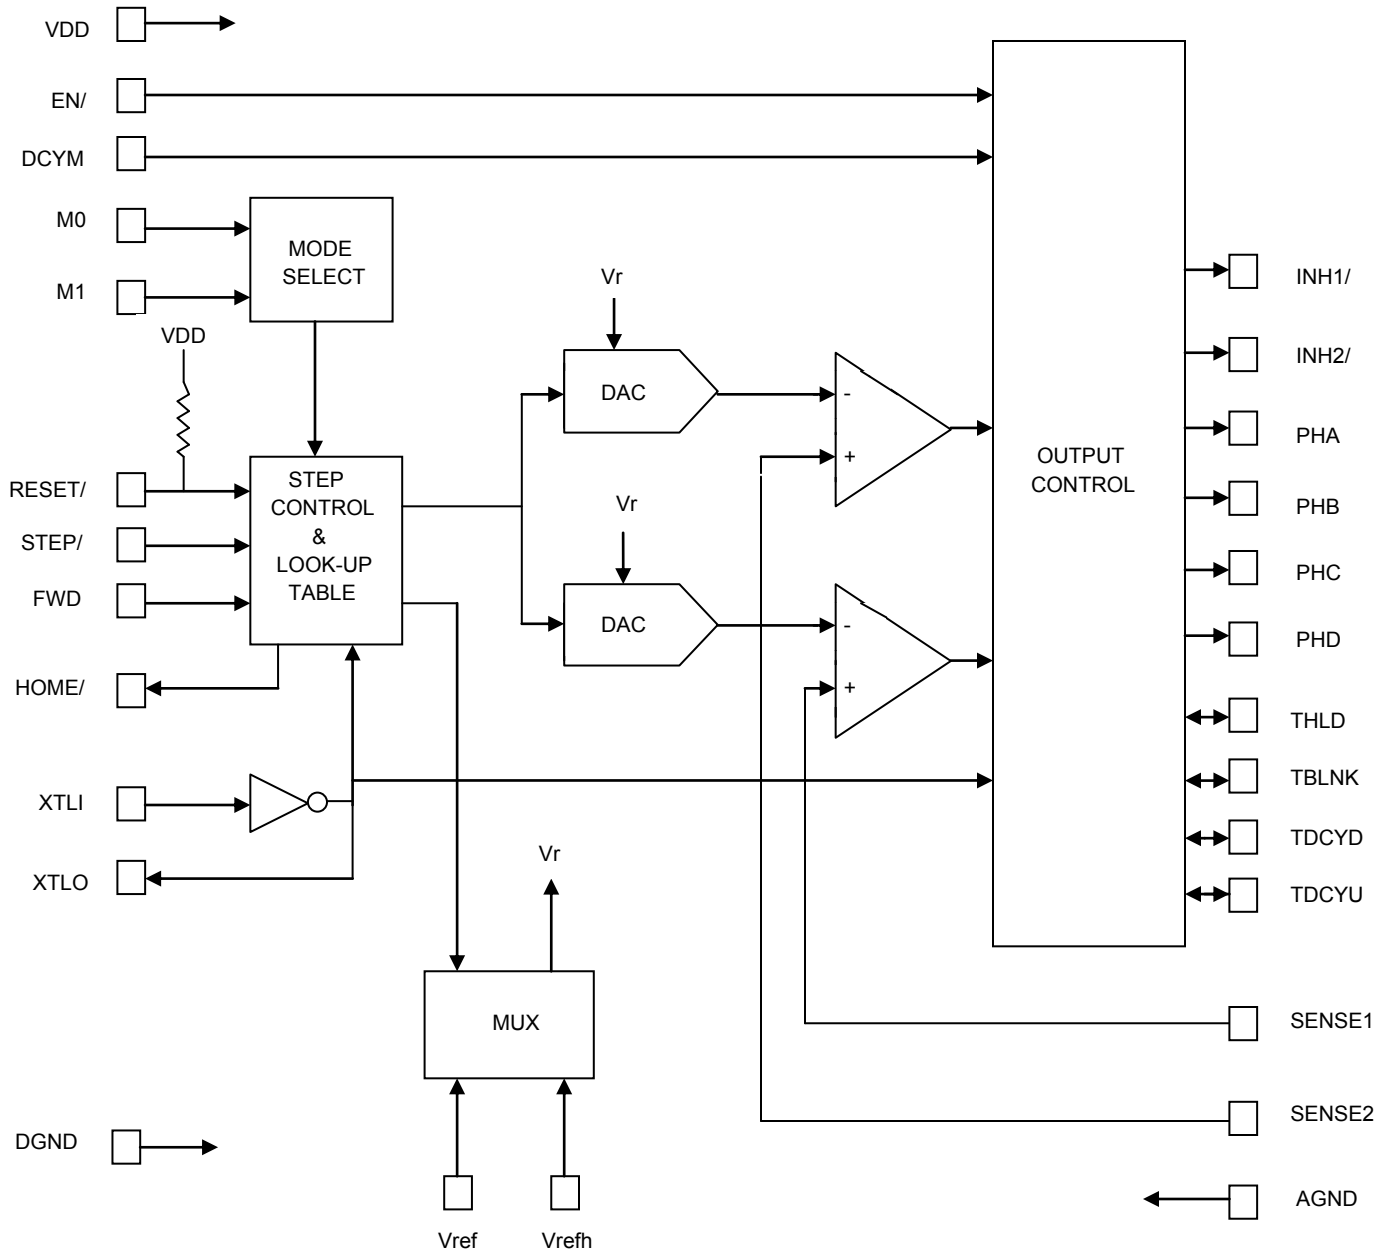 VDD
EN/
DCYM
M0
M1
MODE
SELECT
VDD
RESET/
STEP/
FWD
HOME/
STEP
CONTROL
&
LOOK-UP
TABLE
XTLI
XTLO
Vr
DAC
Vr
DAC
-
+
-
+
Vr
MUX
Vref
Vrefh
OUTPUT
CONTROL
INH1/
INH2/
PHA
PHB
PHC
PHD
THLD
TBLNK
TDCYD
TDCYU
SENSE1
SENSE2
AGND
DGND